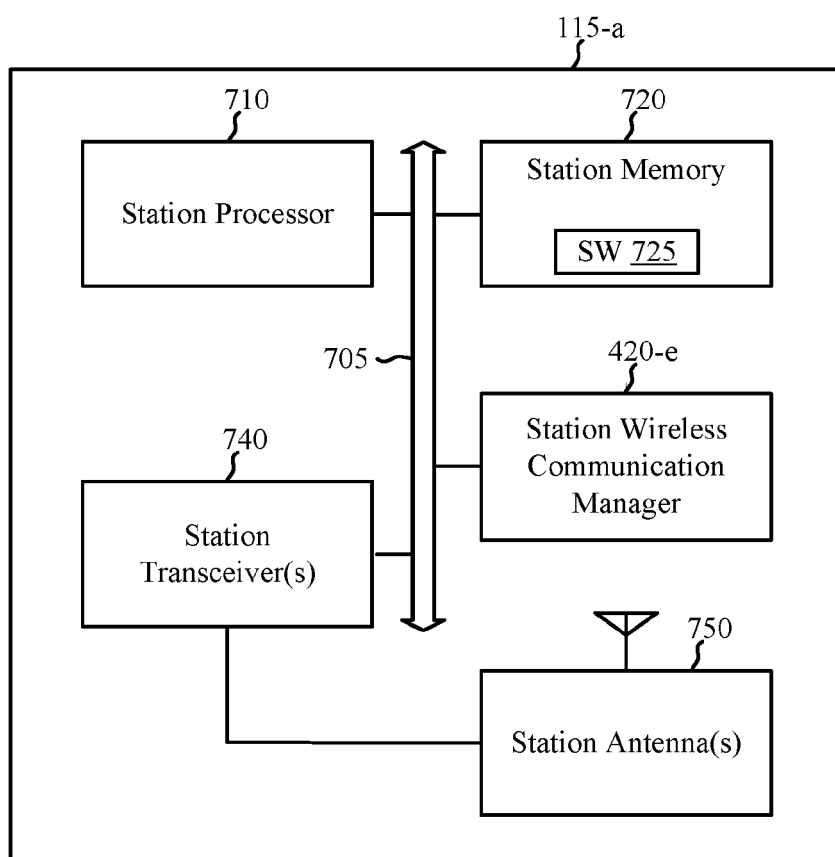 115-a
710
720
Station Processor
Station Memory
SW 725
705
420-e
Station Wireless
Communication
Manager
740
Station
Transceiver(s)
750
Station Antenna(s)